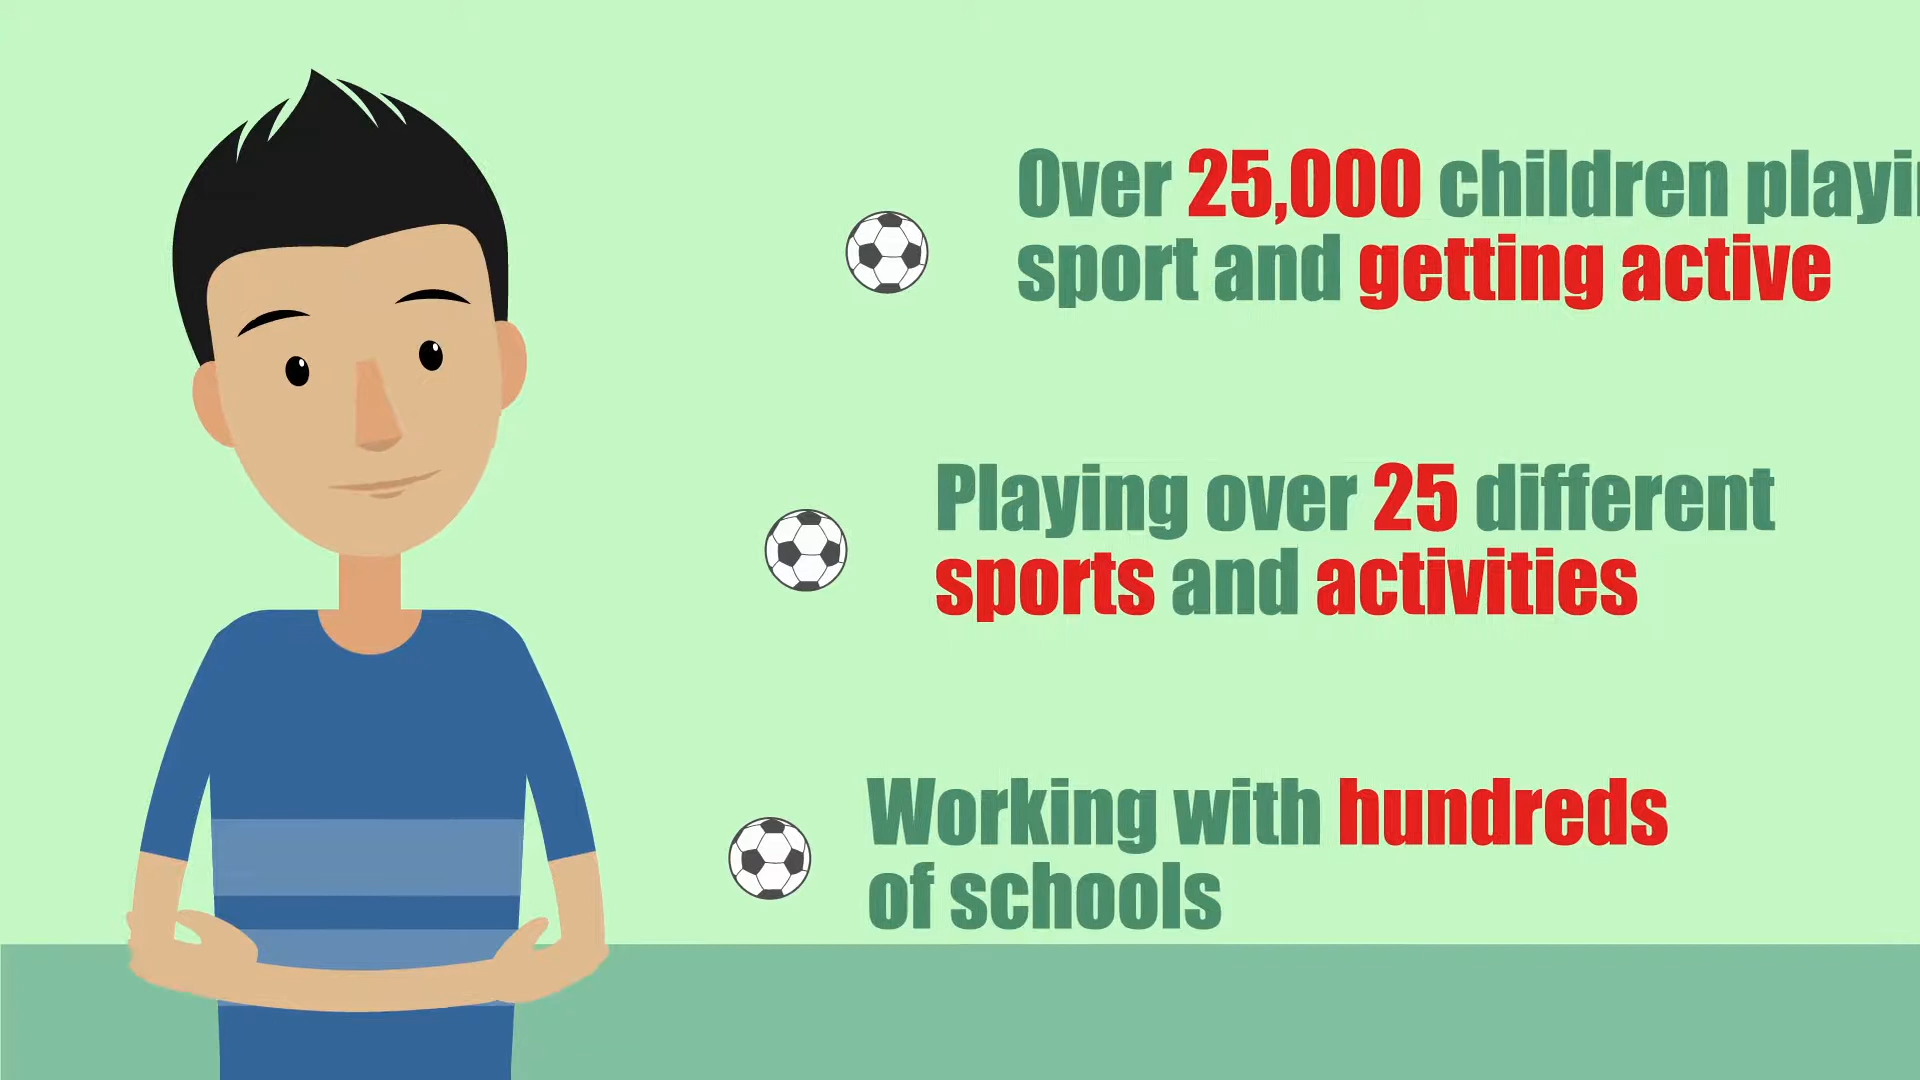 Over 25,000 children playi
sport and getting active
Playing over 25 different
sports and activities
Working with hundreds
of schools